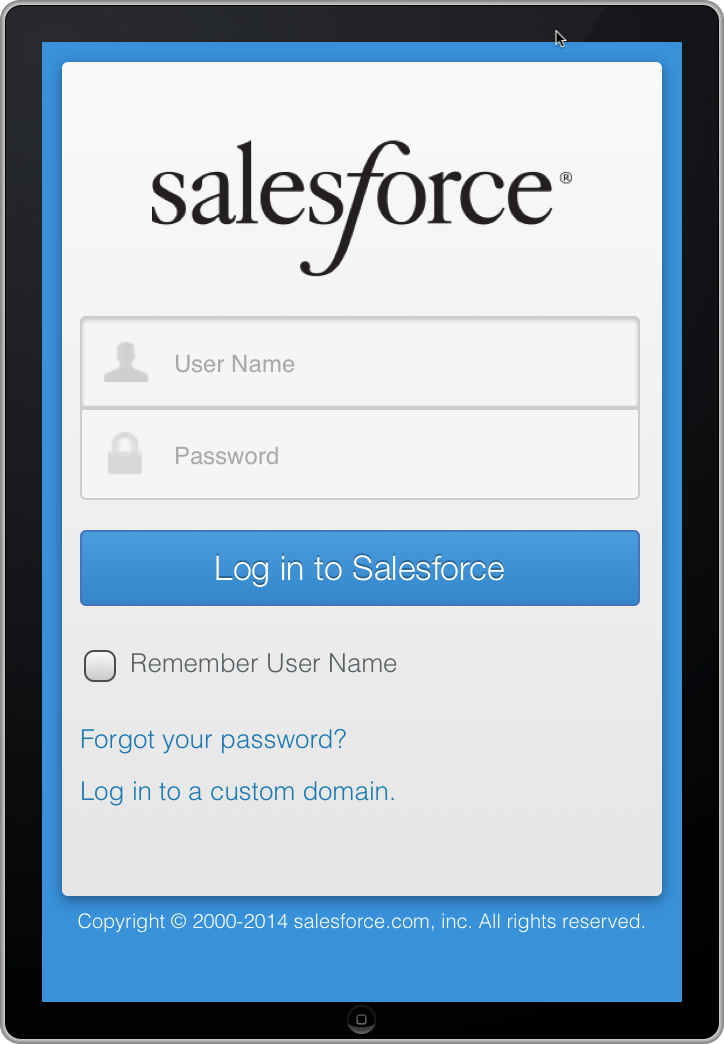 salesforce®
User Name
Password
Log in to Salesforce
Remember User Name
Forgot your password?
Log in to a custom domain.
Copyright © 2000-2014 salesforce.com, inc. All rights reserved.